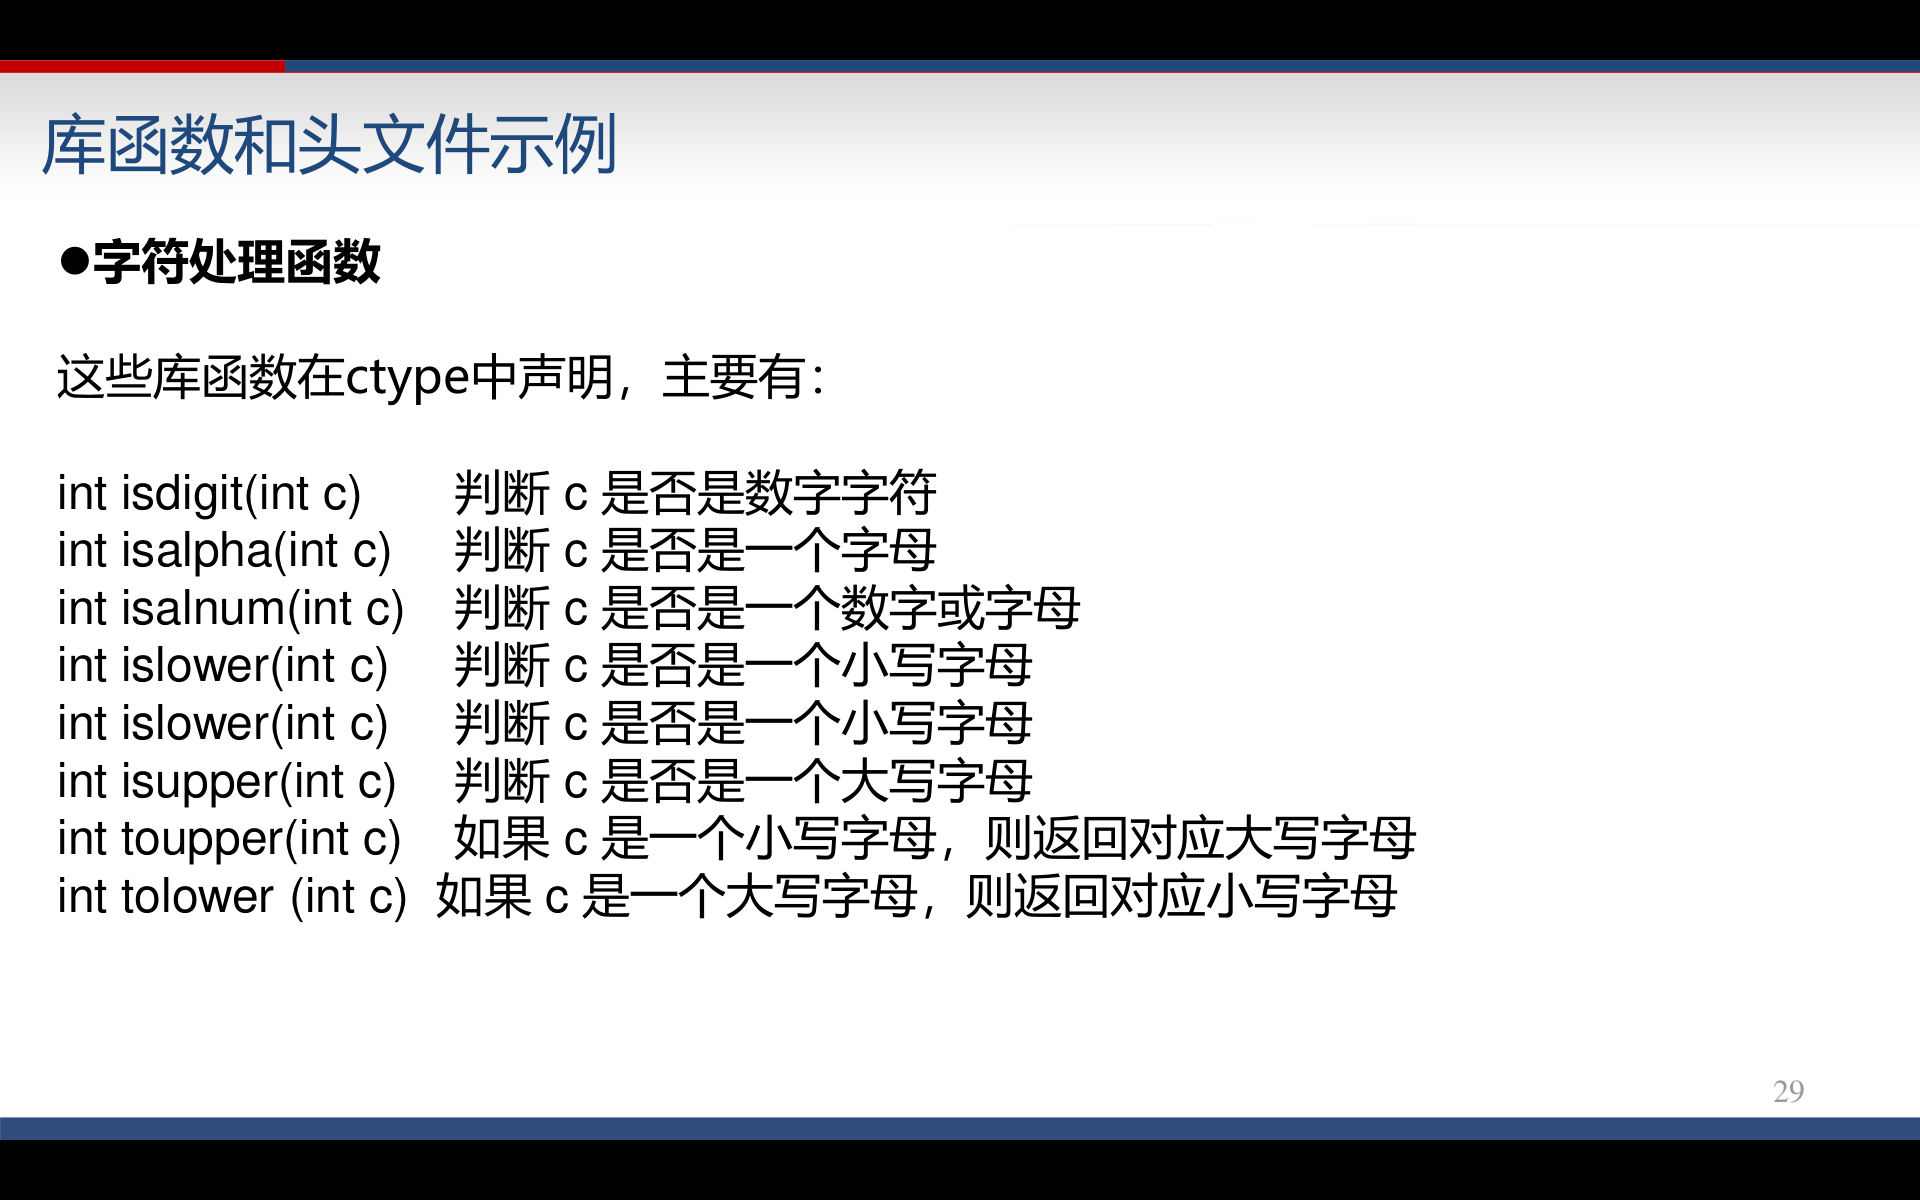 库函数和头文件示例
●字符处理函数
这些库函数在ctype中声明，主要有：
int isdigit(int c) 判断 c 是否是数字字符
int isalpha(int c) 判断 c 是否是一个字母
int isalnum(int c) 判断 c 是否是一个数字或字母
int islower(int c) 判断 c 是否是一个小写字母
int islower(int c) 判断 c 是否是一个小写字母
int isupper(int c) 判断 c 是否是一个大写字母
int toupper(int c) 如果 c 是一个小写字母，则返回对应大写字母
int tolower (int c) 如果 c 是一个大写字母，则返回对应小写字母
29